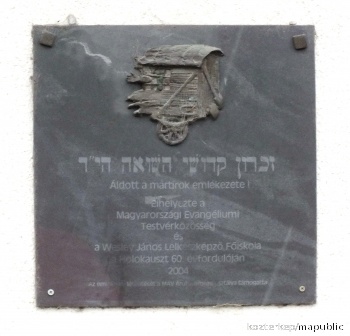 זכרון קדושי השואה הי"ד
Áldott a mártírok emlékezete !
Elhelyezte a
Magyarországi Evangéliumi
Testvérközösség
és
a Wesley János Lelkészképző Főiskola
a Holokauszt 60. évfordulóján
2004
kozterkep/mapublic